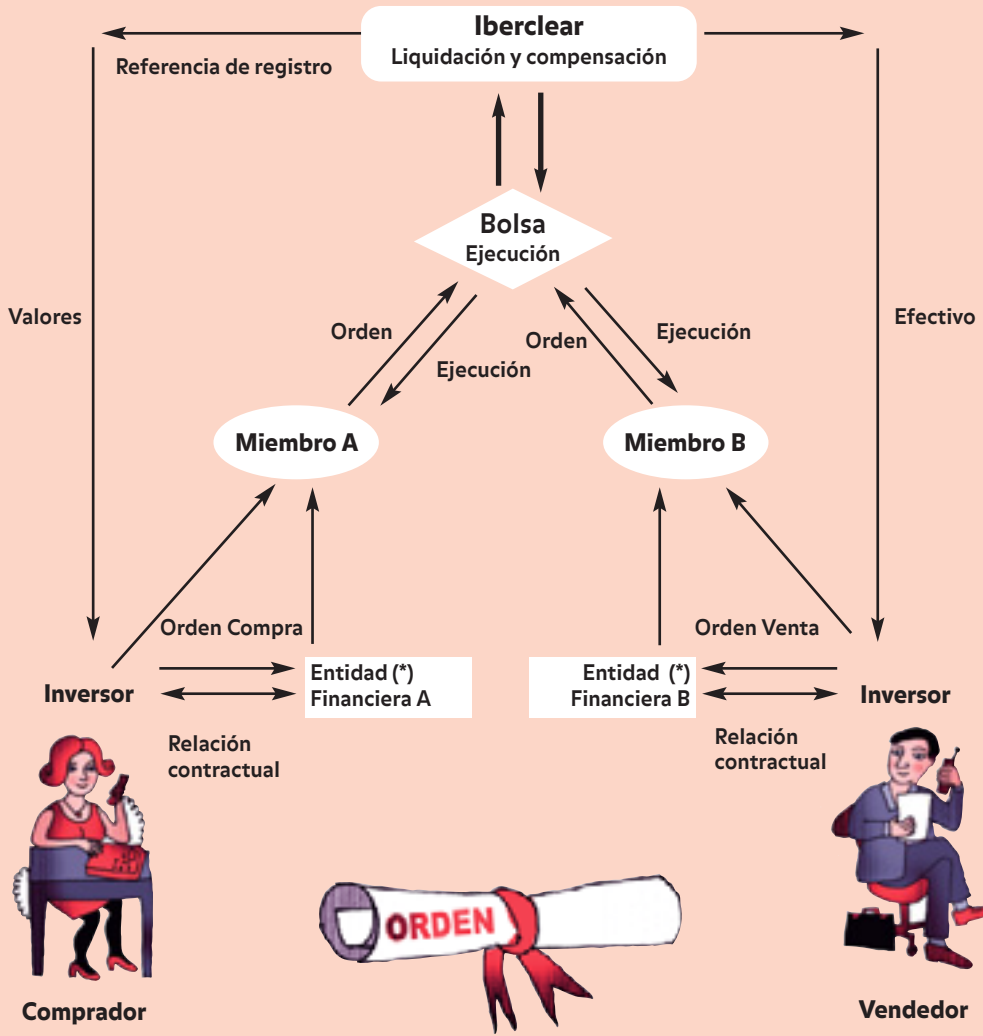 Iberclear
Liquidación y compensación
Referencia de registro
Bolsa
Ejecución
Valores
Efectivo
Orden
Ejecución
Orden
Ejecución
Miembro A
Miembro B
Orden Compra
Orden Venta
Entidad (*)
Financiera A
Entidad (*)
Financiera B
Inversor
Inversor
Relación
contractual
Relación
contractual
ORDEN
Comprador
Vendedor